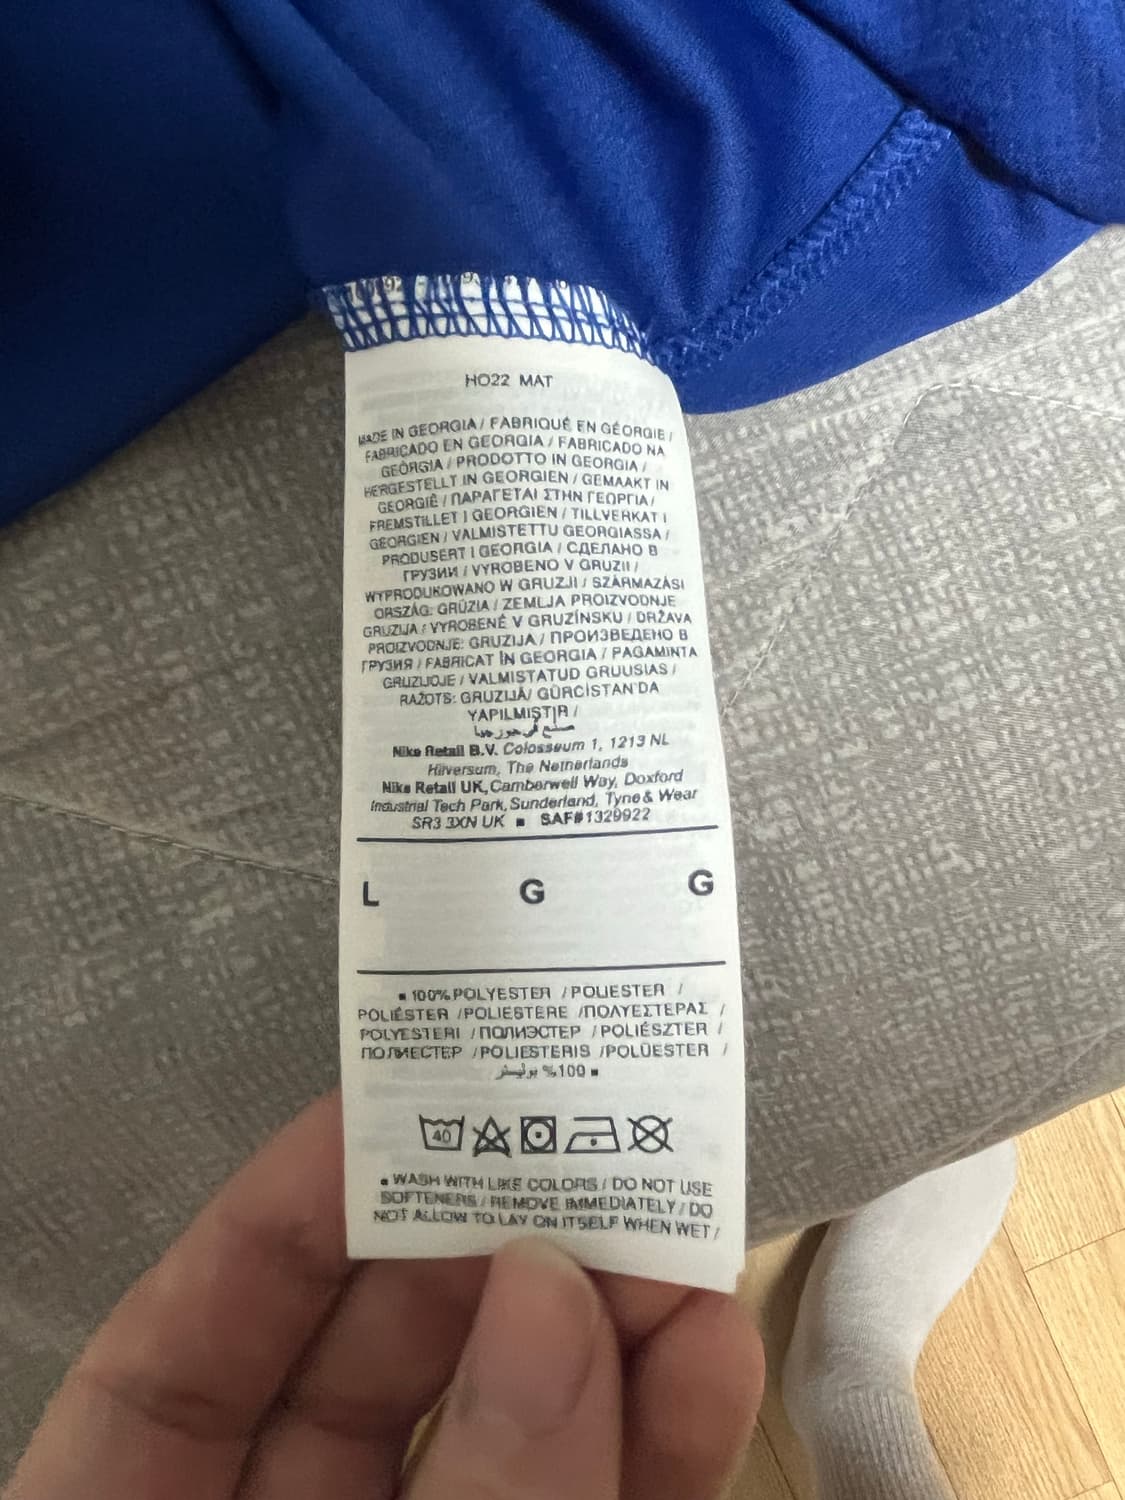 HO22 MAT
MADE IN GEORGIA / FABRIQUÉ EN GÉORGIE /
FABRICADO EN GEORGIA / FABRICADO NA
GEÓRGIA / PRODOTTO IN GEORGIA /
HERGESTELLT IN GEORGIEN / GEMAAKT IN
GEORGIË / ΠΑΡΑΓΕΤΑΙ ΣΤΗΝ ΓΕΩΡΓΙΑ /
FREMSTILLET I GEORGIEN / TILLVERKAT I
GEORGIEN / VALMISTETTU GEORGIASSA /
PRODUSERT I GEORGIA / СДЕЛАНО В
ГРУЗИИ / VYROBENO V GRUZII /
WYPRODUKOWANO W GRUZJI / SZÁRMAZÁSI
ORSZÁG: GRÚZIA / ZEMLJA PROIZVODNJE
GRUZIJA / VYROBENÉ V GRUZÍNSKU / DRŽAVA
PROIZVODNJE: GRUZIJA / ПРОИЗВЕДЕНО В
ГРУЗИЯ / FABRICAT ÎN GEORGIA / PAGAMINTA
GRUZIJOJE / VALMISTATUD GRUUSIAS /
RAŽOTS: GRUZIJĀ/ GÜRCİSTAN'DA
YAPILMIŞTIR /
Nike Retail B.V. Colosseum 1, 1213 NL
Hilversum, The Netherlands
Nike Retail UK, Camberwell Way, Doxford
Industrial Tech Park, Sunderland, Tyne & Wear
SR3 3XN UK ■ SAF#1329922
L G G
■ 100% POLYESTER /POLIESTER /
POLIÉSTER /POLIESTERE /ΠΟΛΥΕΣΤΕΡΑΣ /
POLYESTERI /ПОЛИЭСТЕР /POLIÉSZTER /
ПОЛИЕСТЕР /POLIESTERIS /POLÜESTER /
100% بوليستر ■
40
■ WASH WITH LIKE COLORS / DO NOT USE
SOFTENERS / REMOVE IMMEDIATELY / DO
NOT ALLOW TO LAY ON ITSELF WHEN WET /